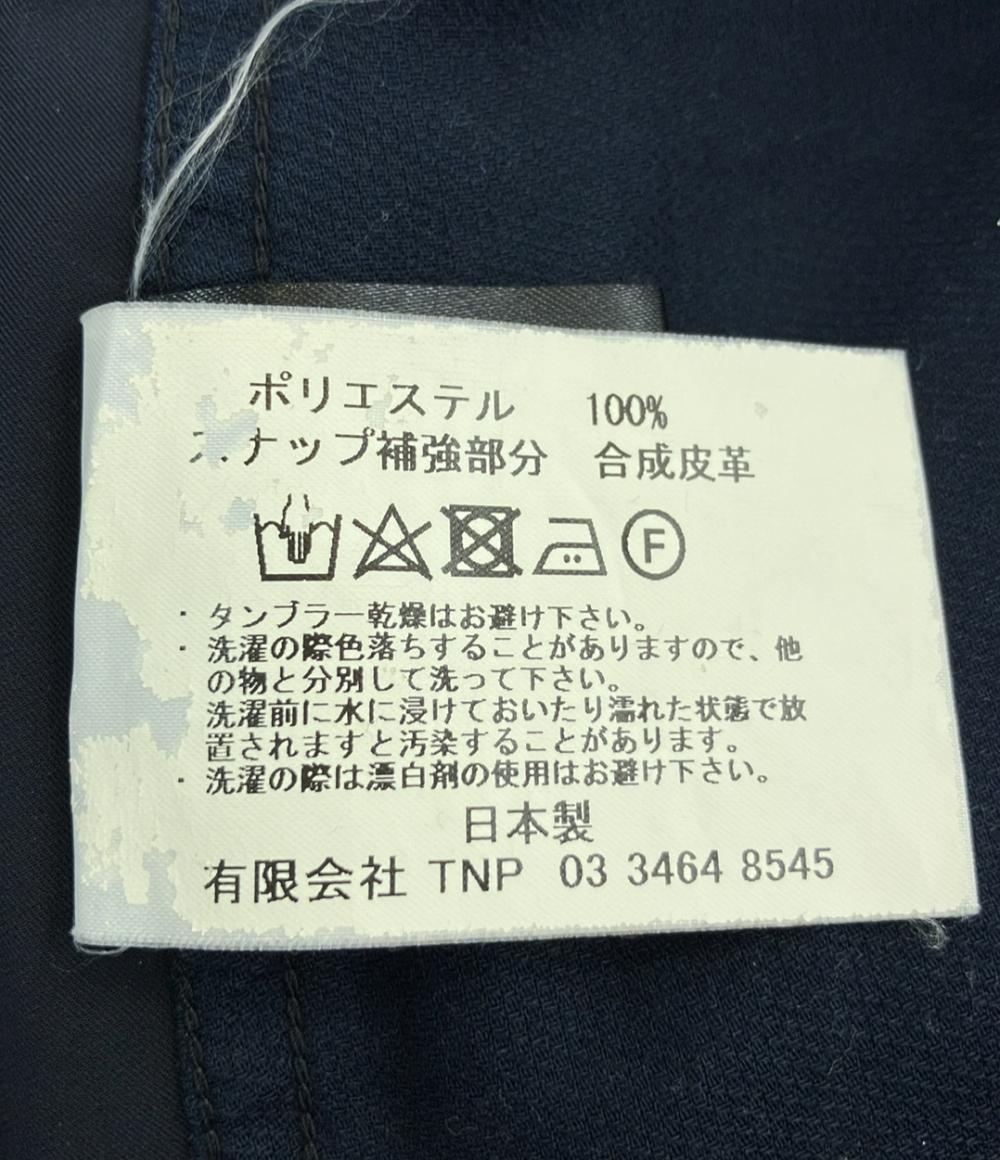 ポリエステル 100%
スナップ補強部分 合成皮革
F
・タンブラー乾燥はお避け下さい。
・洗濯の際色落ちすることがありますので、他
の物と分別して洗って下さい。
洗濯前に水に浸けておいたり濡れた状態で放
置されますと汚染することがあります。
・洗濯の際は漂白剤の使用はお避け下さい。
日本製
有限会社 TNP 03 3464 8545